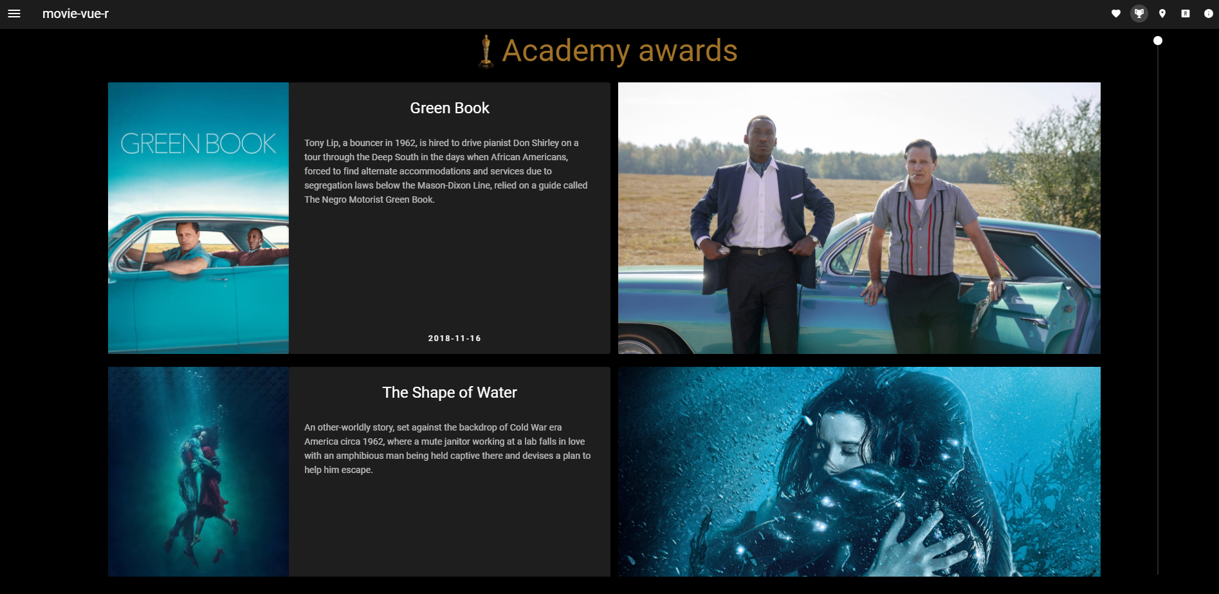 movie-vue-r
Academy awards
GREEN BOOK
Green Book
Tony Lip, a bouncer in 1962, is hired to drive pianist Don Shirley on a
tour through the Deep South in the days when African Americans,
forced to find alternate accommodations and services due to
segregation laws below the Mason-Dixon Line, relied on a guide called
The Negro Motorist Green Book.
2018-11-16
The Shape of Water
An other-worldly story, set against the backdrop of Cold War era
America circa 1962, where a mute janitor working at a lab falls in love
with an amphibious man being held captive there and devises a plan to
help him escape.